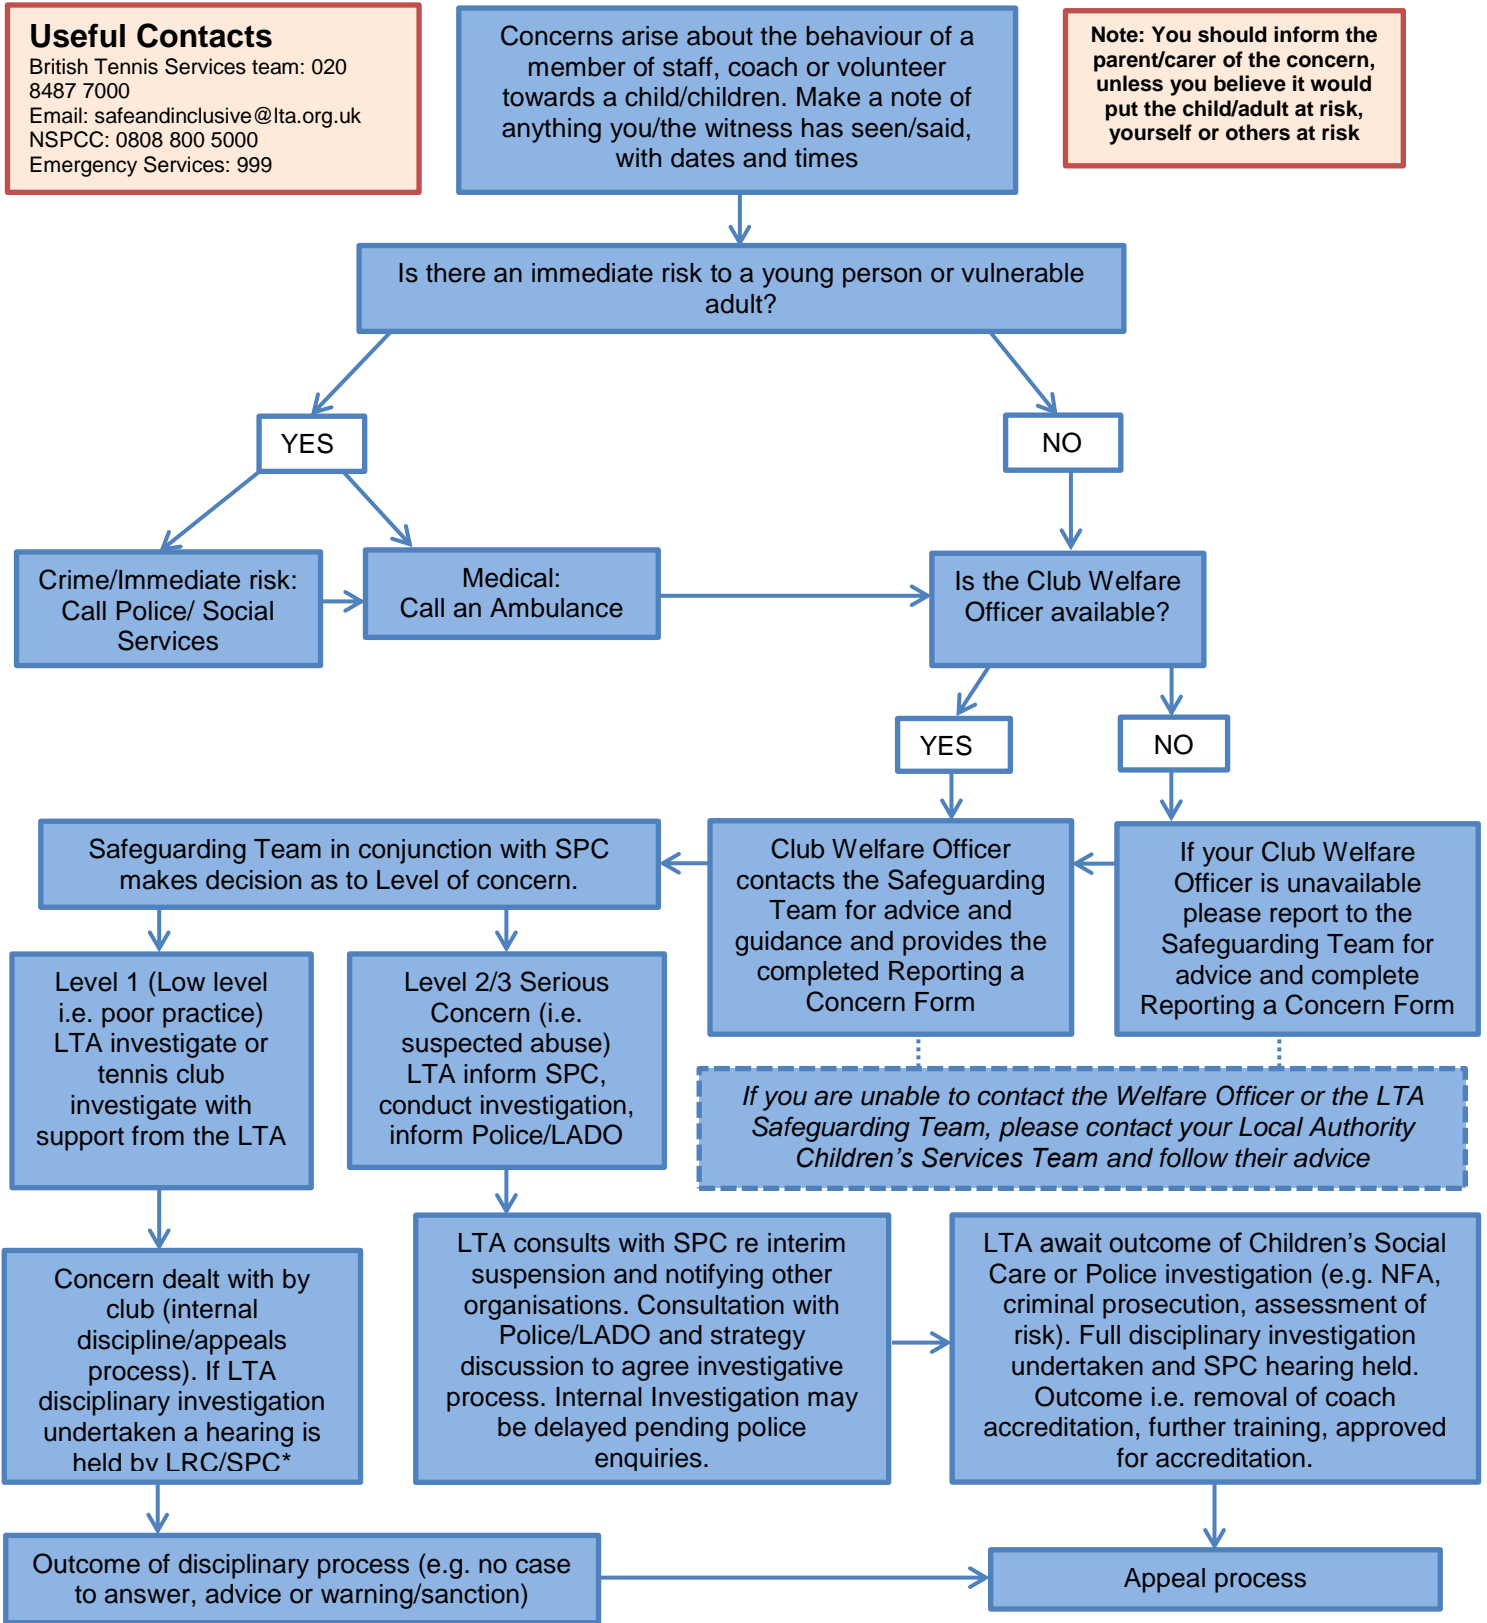 Useful Contacts
British Tennis Services team: 020
8487 7000
Email: safeandinclusive@lta.org.uk
NSPCC: 0808 800 5000
Emergency Services: 999
Concerns arise about the behaviour of a
member of staff, coach or volunteer
towards a child/children. Make a note of
anything you/the witness has seen/said,
with dates and times
Note: You should inform the
parent/carer of the concern,
unless you believe it would
put the child/adult at risk,
yourself or others at risk
Is there an immediate risk to a young person or vulnerable
adult?
YES
NO
Crime/Immediate risk:
Call Police/ Social
Services
Medical:
Call an Ambulance
Is the Club Welfare
Officer available?
YES
NO
Safeguarding Team in conjunction with SPC
makes decision as to Level of concern.
Club Welfare Officer
contacts the Safeguarding
Team for advice and
guidance and provides the
completed Reporting a
Concern Form
If your Club Welfare
Officer is unavailable
please report to the
Safeguarding Team for
advice and complete
Reporting a Concern Form
Level 1 (Low level
i.e. poor practice)
LTA investigate or
tennis club
investigate with
support from the LTA
Level 2/3 Serious
Concern (i.e.
suspected abuse)
LTA inform SPC,
conduct investigation,
inform Police/LADO
If you are unable to contact the Welfare Officer or the LTA
Safeguarding Team, please contact your Local Authority
Children's Services Team and follow their advice
Concern dealt with by
club (internal
discipline/appeals
process). If LTA
disciplinary investigation
undertaken a hearing is
held by LRC/SPC*
LTA consults with SPC re interim
suspension and notifying other
organisations. Consultation with
Police/LADO and strategy
discussion to agree investigative
process. Internal Investigation may
be delayed pending police
enquiries.
LTA await outcome of Children's Social
Care or Police investigation (e.g. NFA,
criminal prosecution, assessment of
risk). Full disciplinary investigation
undertaken and SPC hearing held.
Outcome i.e. removal of coach
accreditation, further training, approved
for accreditation.
Outcome of disciplinary process (e.g. no case
to answer, advice or warning/sanction)
Appeal process